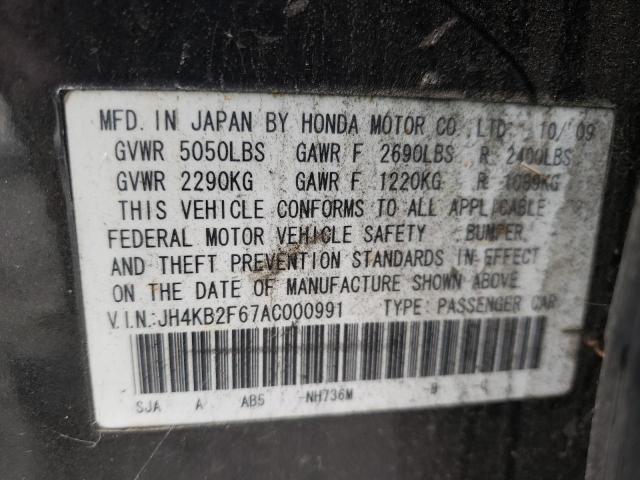 MFD. IN JAPAN BY HONDA MOTOR CO., LTD. 10/09
GVWR 5050LBS GAWR F 2690LBS R 2400LBS
GVWR 2290KG GAWR F 1220KG R 1089KG
THIS VEHICLE CONFORMS TO ALL APPLICABLE
FEDERAL MOTOR VEHICLE SAFETY, BUMPER,
AND THEFT PREVENTION STANDARDS IN EFFECT
ON THE DATE OF MANUFACTURE SHOWN ABOVE.
V.I.N.:JH4KB2F67AC000991 TYPE: PASSENGER CAR
SJA A AB5 NH736M B C